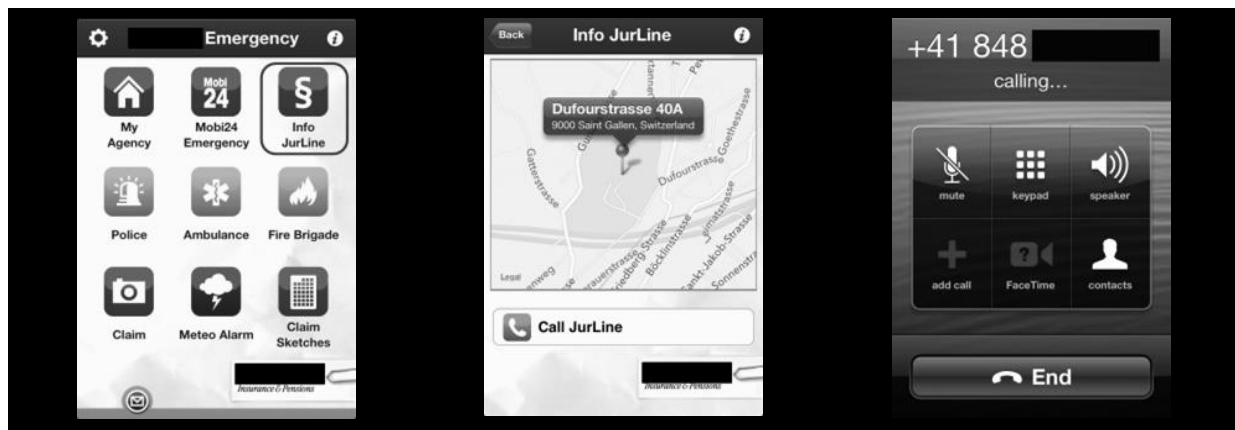 Emergency
My
Agency
Mobi
24
Mobi24
Emergency
§
Info
JurLine
Police
Ambulance
Fire Brigade
Claim
Meteo Alarm
Claim
Sketches
Insurance & Pensions
Back
Info JurLine
Dufourstrasse 40A
9000 Saint Gallen, Switzerland
Goethestrasse
Gatterstrasse
Dufourstrasse
Böcklinstrasse
Sankt-Jakob-Strasse
Legal
Call JurLine
Insurance & Pensions
+41 848
calling...
mute
keypad
speaker
add call
FaceTime
contacts
End